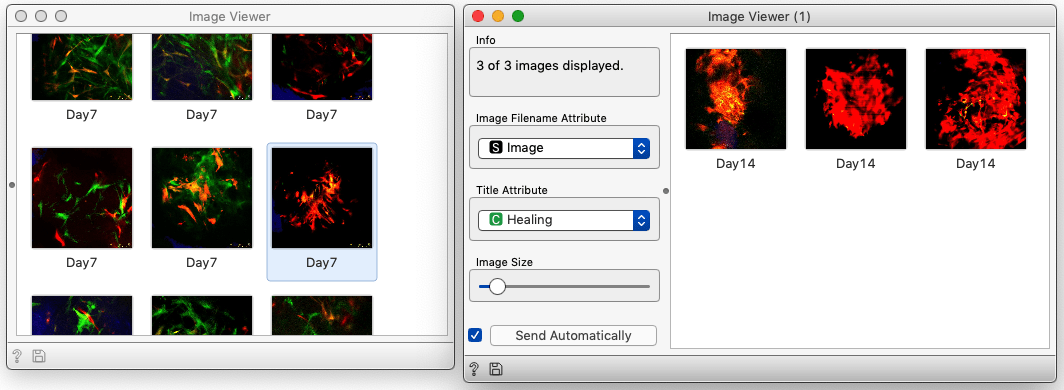 Image Viewer
Day7
Day7
Day7
Day7
Day7
Day7
Image Viewer (1)
Info
3 of 3 images displayed.
Image Filename Attribute
S Image
Title Attribute
C Healing
Image Size
Send Automatically
Day14
Day14
Day14